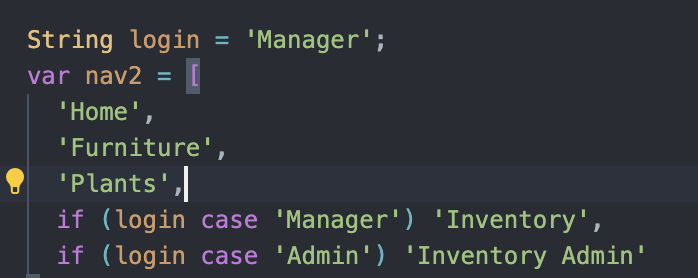 String login = 'Manager';
var nav2 = [
'Home',
'Furniture',
'Plants',
if (login case 'Manager') 'Inventory',
if (login case 'Admin') 'Inventory Admin'